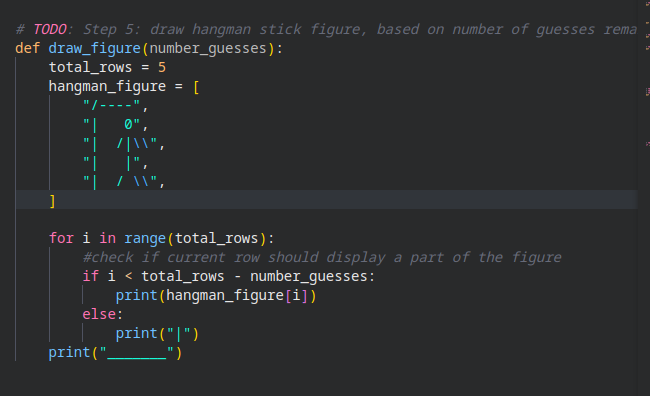 # TODO: Step 5: draw hangman stick figure, based on number of guesses rema
def draw_figure(number_guesses):
    total_rows = 5
    hangman_figure = [
        "/----",
        "|   0",
        "|  /|\\",
        "|   |",
        "|  / \\",
    ]

    for i in range(total_rows):
        #check if current row should display a part of the figure
        if i < total_rows - number_guesses:
            print(hangman_figure[i])
        else:
            print("|")
    print("_______")